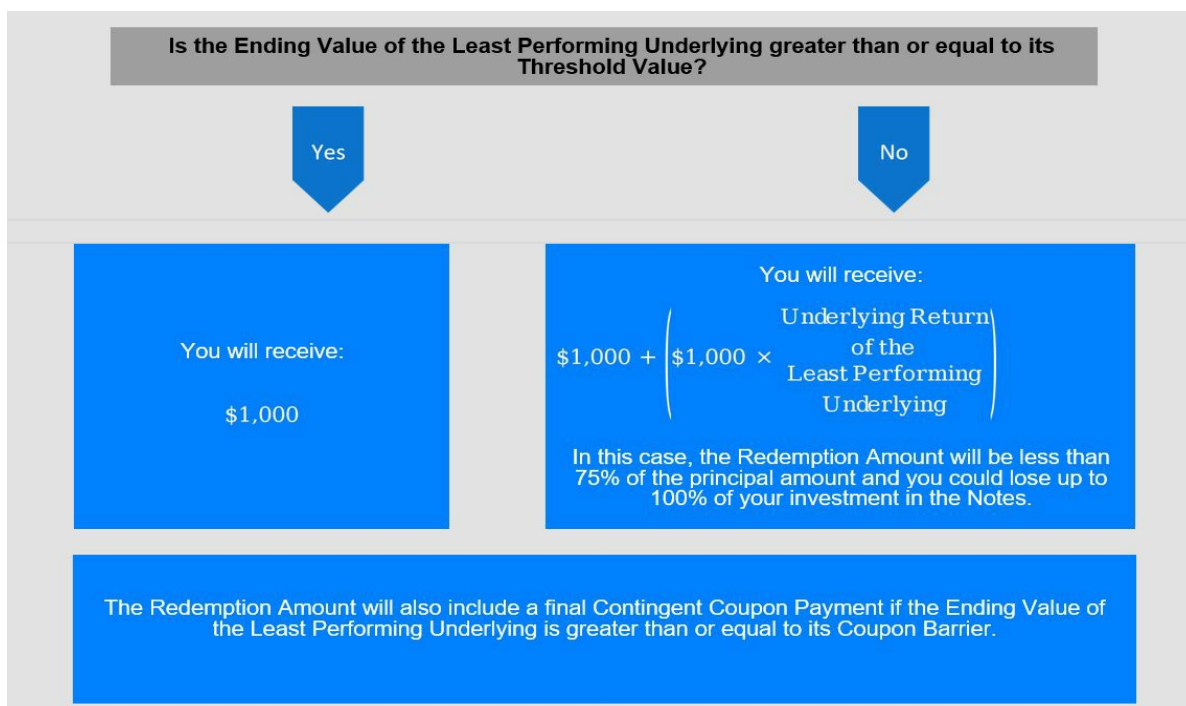 Is the Ending Value of the Least Performing Underlying greater than or equal to its
Threshold Value?
Yes
No
You will receive:
$1,000
You will receive:
$1,000 + ($1,000 × Underlying Return
of the
Least Performing
Underlying)
In this case, the Redemption Amount will be less than
75% of the principal amount and you could lose up to
100% of your investment in the Notes.
The Redemption Amount will also include a final Contingent Coupon Payment if the Ending Value of
the Least Performing Underlying is greater than or equal to its Coupon Barrier.